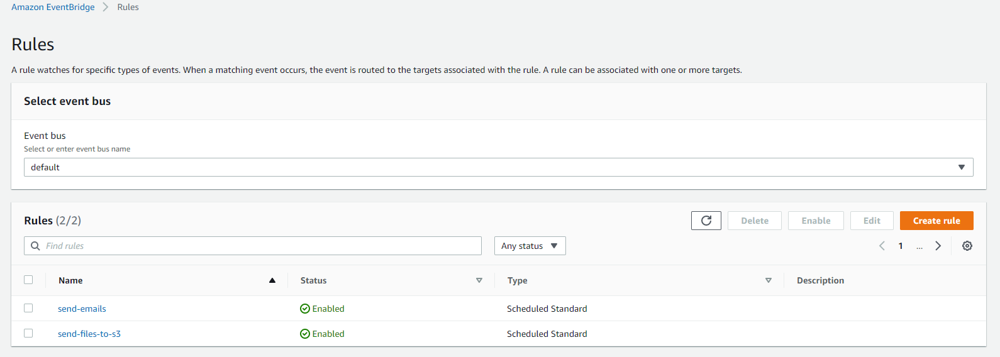 Amazon EventBridge > Rules
Rules
A rule watches for specific types of events. When a matching event occurs, the event is routed to the targets associated with the rule. A rule can be associated with one or more targets.
Select event bus
Event bus
Select or enter event bus name
default
Rules (2/2) Delete Enable Edit Create rule
Find rules Any status 1 ...
Name Status Type Description
send-emails Enabled Scheduled Standard
send-files-to-s3 Enabled Scheduled Standard